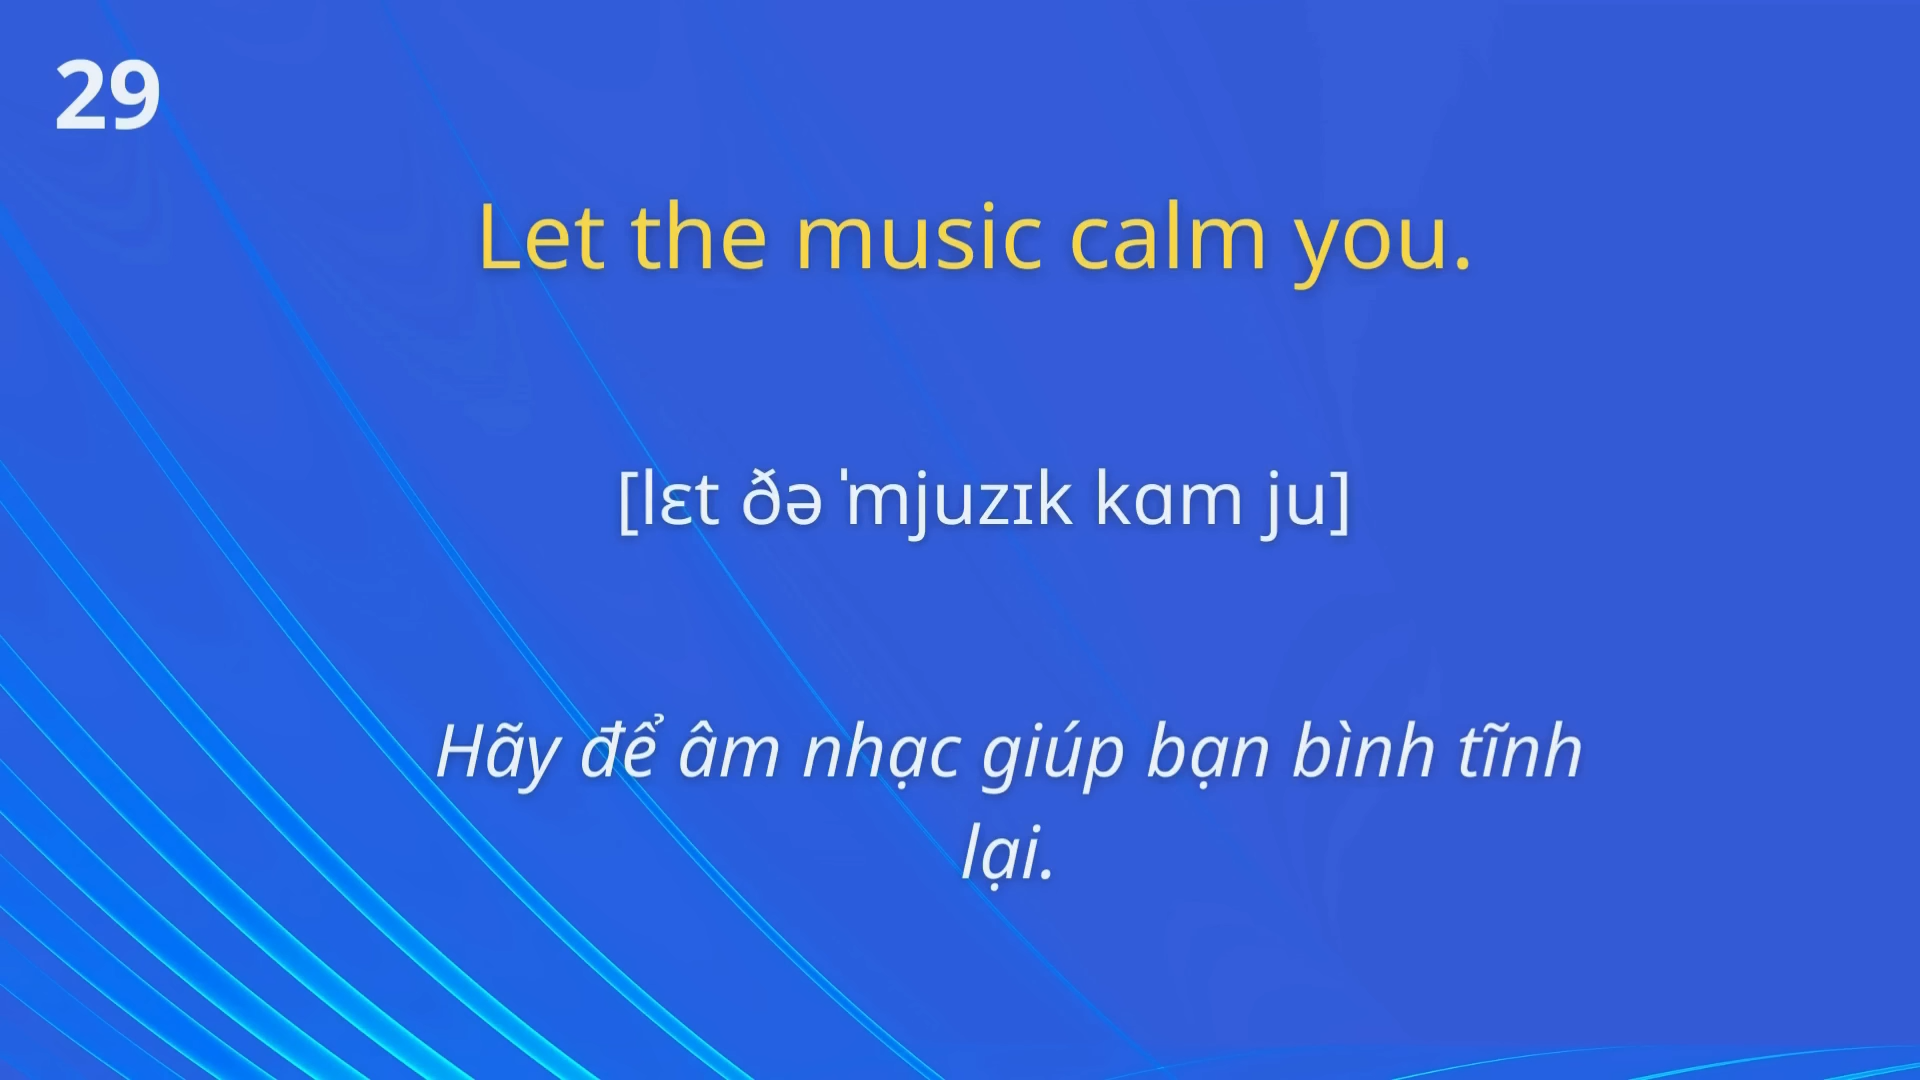 29
Let the music calm you.
[lɛt ðə ˈmjuzɪk kɑm ju]
Hãy để âm nhạc giúp bạn bình tĩnh
lại.